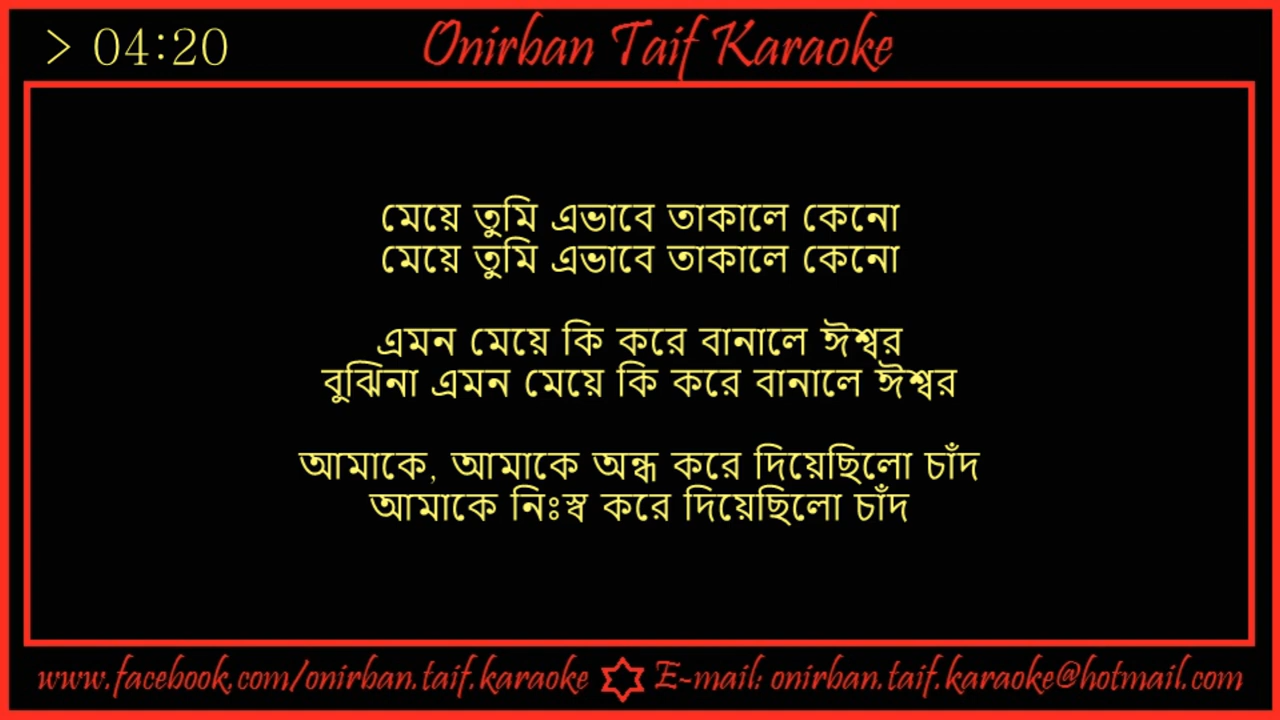 > 04:20
Onirban Taif Karaoke
মেয়ে তুমি এভাবে তাকালে কেনো
মেয়ে তুমি এভাবে তাকালে কেনো
এমন মেয়ে কি করে বানালে ঈশ্বর
বুঝিনা এমন মেয়ে কি করে বানালে ঈশ্বর
আমাকে, আমাকে অন্ধ করে দিয়েছিলো চাঁদ
আমাকে নিঃস্ব করে দিয়েছিলো চাঁদ
www.facebook.com/onirban.taif.karaoke E-mail: onirban.taif.karaoke@hotmail.com